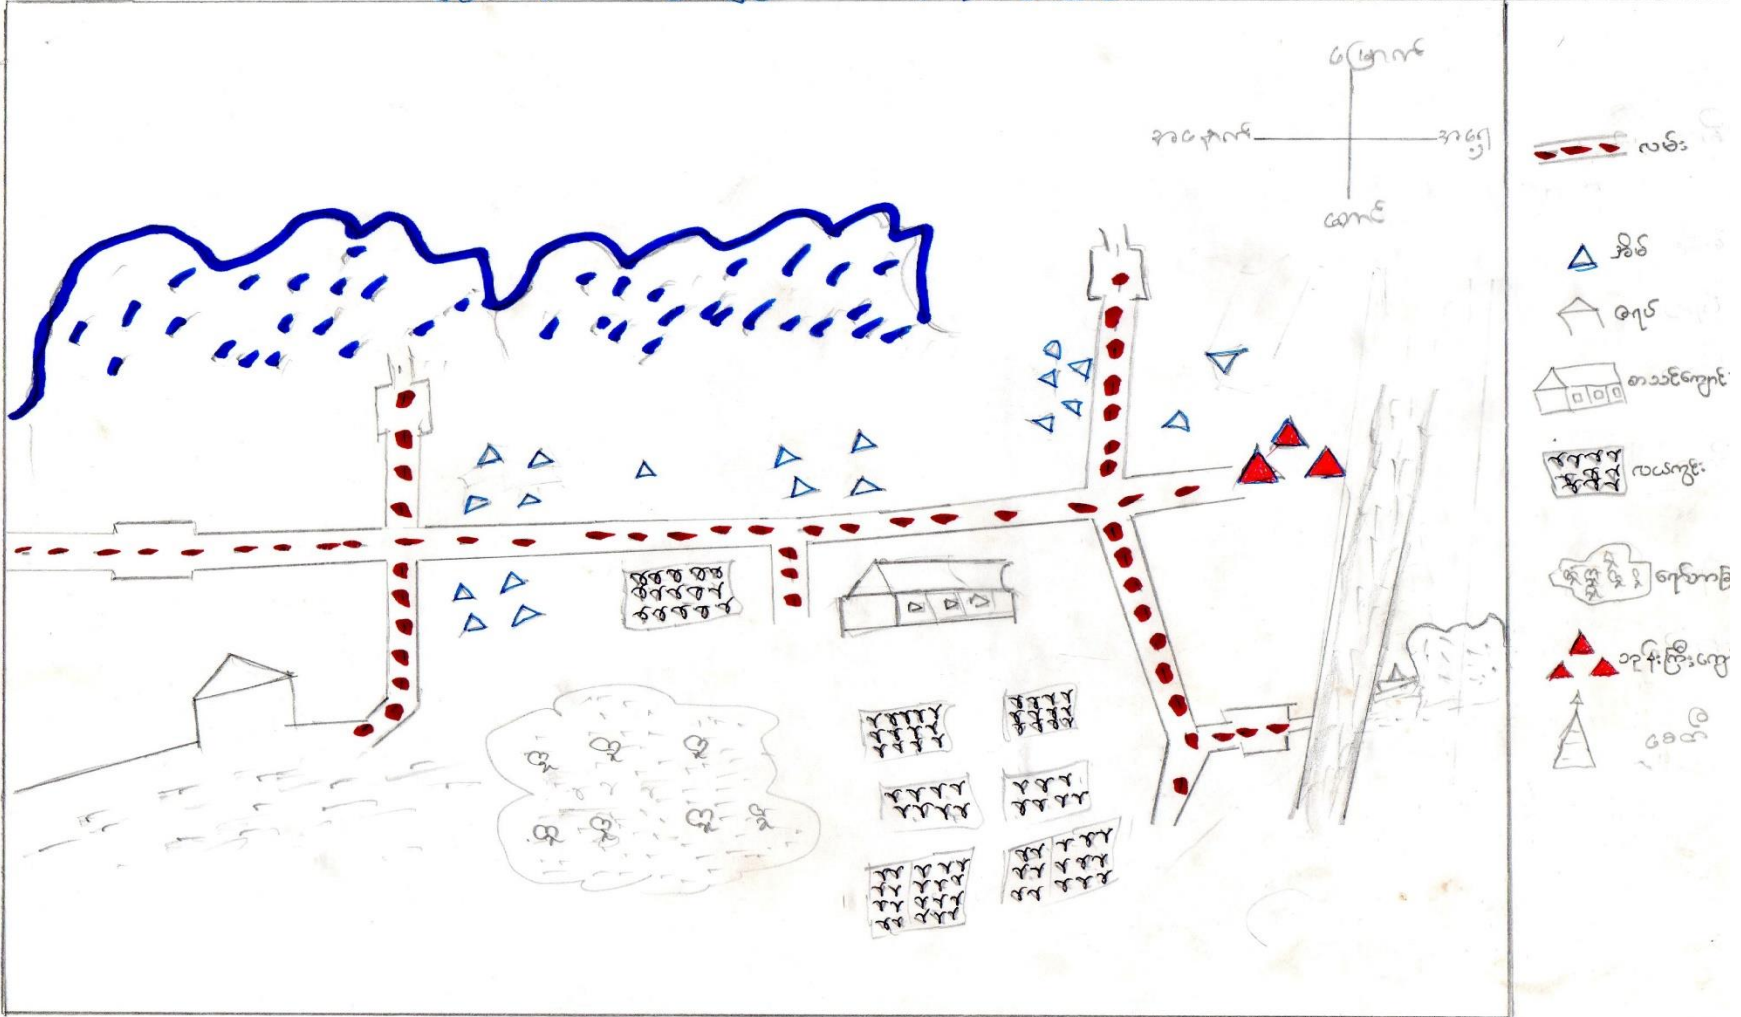 မြောက်
အနောက် အရှေ့
တောင်
လမ်း
အိမ်
ဇရပ်
စာသင်ကျောင်း
လယ်ကွင်း
စေတီ